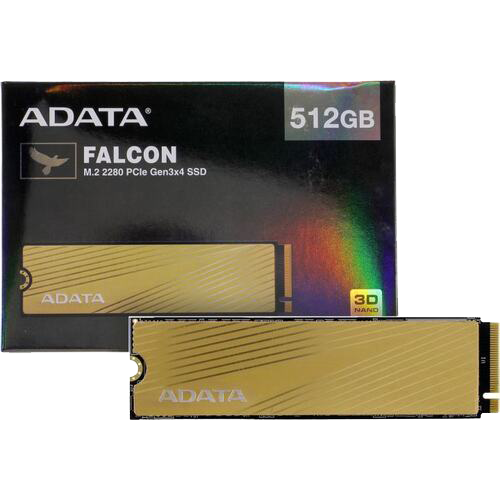 ADATA®
512GB
FALCON
M.2 2280 PCIe Gen3x4 SSD
ADATA
3D
NAND
ADATA